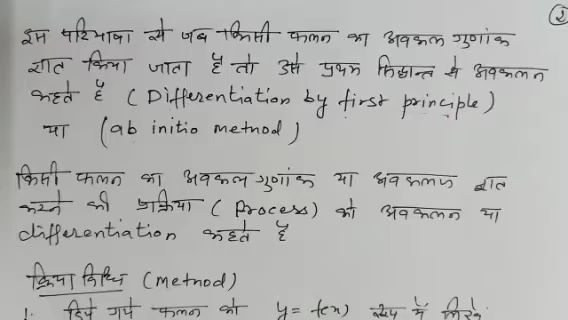 २
इस परिभाषा से जब किसी फलन का अवकल गुणांक
ज्ञात किया जाता है तो उसे प्रथम सिद्धान्त से अवकलन
कहते है (Differentiation by first principle)
या (ab initio method)
किसी फलन का अवकल गुणांक या अवकलज ज्ञात
करने की प्रक्रिया (Process) को अवकलन या
differentiation कहते है
क्रिया विधि (method)
1. दिये गये फलन को y = f(x) रूप में